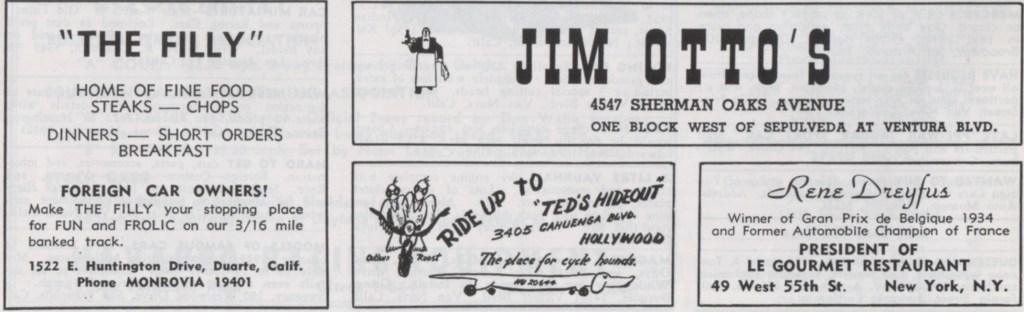 "THE FILLY"
HOME OF FINE FOOD
STEAKS — CHOPS
DINNERS — SHORT ORDERS
BREAKFAST
FOREIGN CAR OWNERS!
Make THE FILLY your stopping place
for FUN and FROLIC on our 3/16 mile
banked track.
1522 E. Huntington Drive, Duarte, Calif.
Phone MONROVIA 19401
JIM OTTO'S
4547 SHERMAN OAKS AVENUE
ONE BLOCK WEST OF SEPULVEDA AT VENTURA BLVD.
RIDE UP TO
"TED'S HIDEOUT"
3405 CAHUENGA BLVD.
HOLLYWOOD
Roost
The place for cycle hounds.
HO 20644
Rene Dreyfus
Winner of Gran Prix de Belgique 1934
and Former Automobile Champion of France
PRESIDENT OF
LE GOURMET RESTAURANT
49 West 55th St. New York, N.Y.